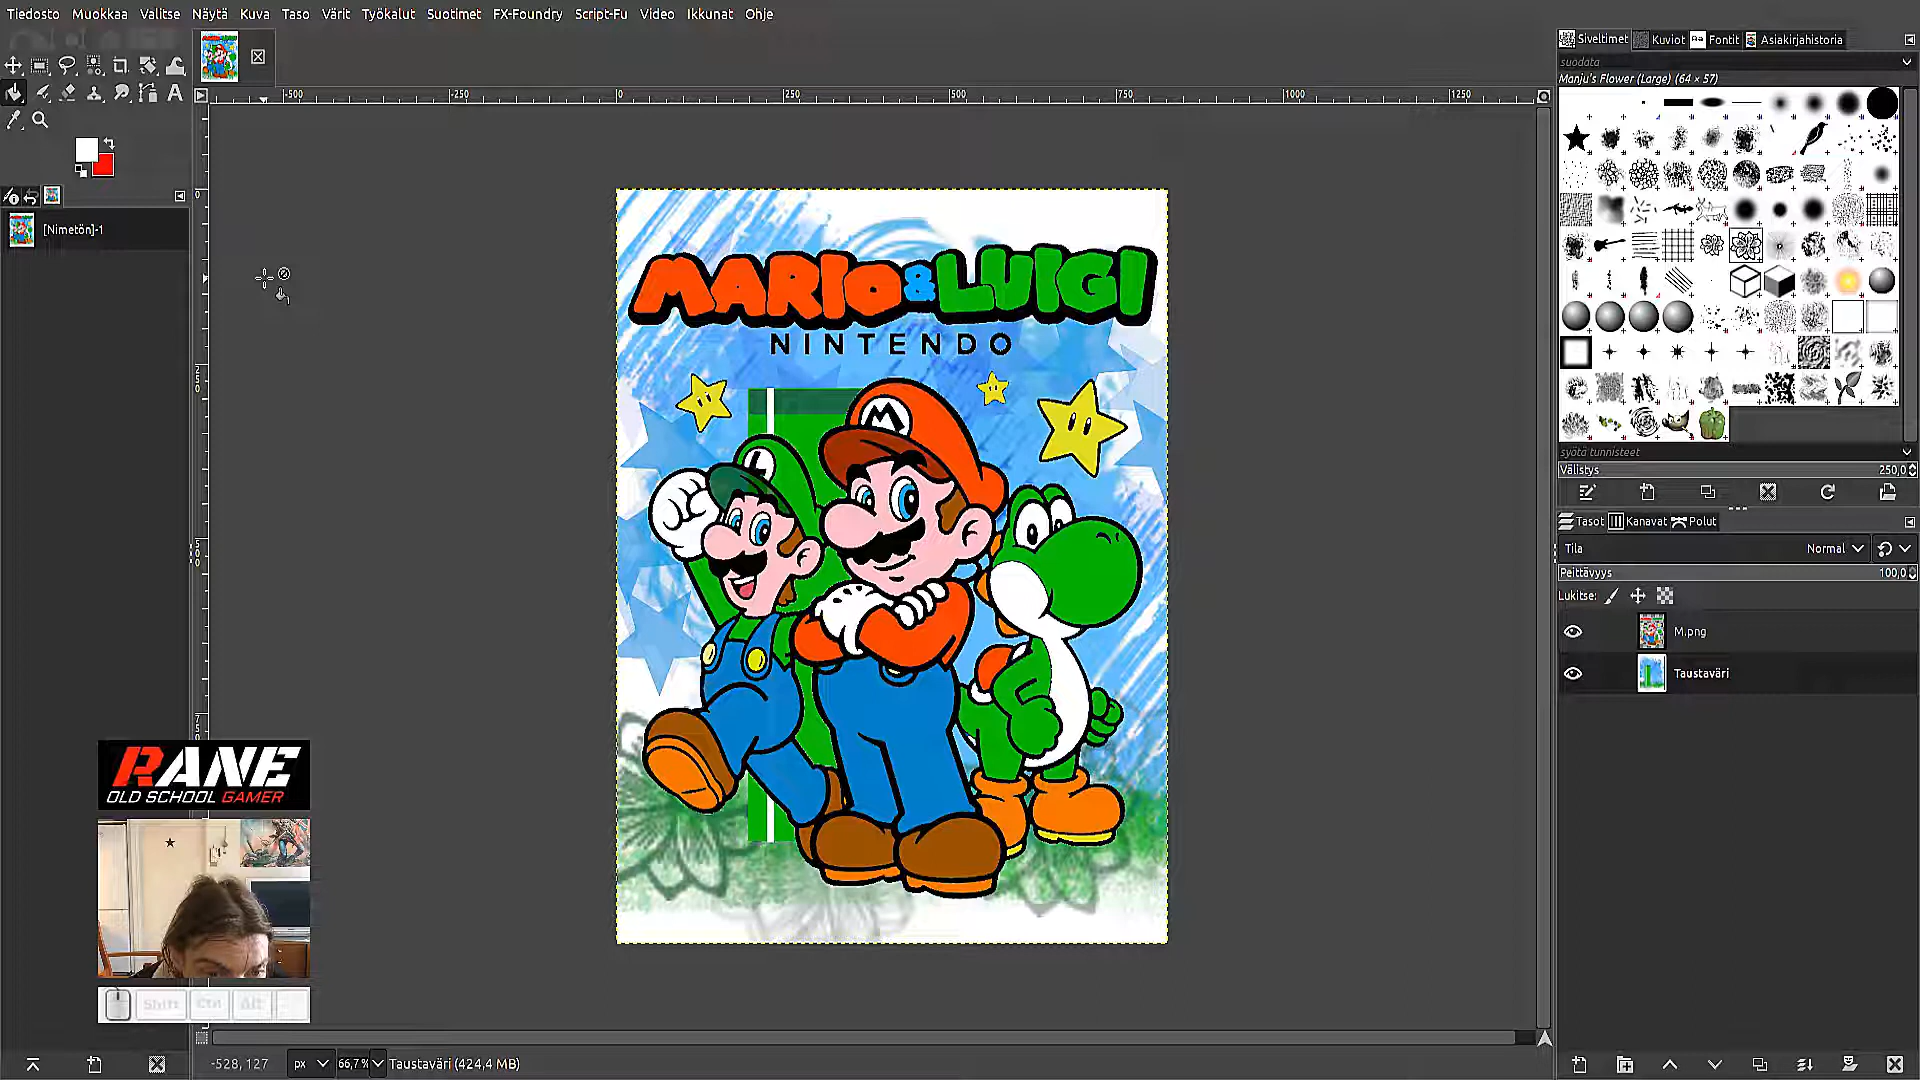 Tiedosto Muokkaa Valitse Näytä Kuva Taso Värit Työkalut Suotimet FX-Foundry Script-Fu Video Ikkunat Ohje
Siveltimet Kuviot Aa Fontit Asiakirjahistoria
suodata
Manju's Flower (Large) (64 × 57)
-500 -250 0 250 500 750 1000 1250
[Nimetön]-1
MARIO & LUIGI
NINTENDO
M
L
syötä tunnisteet
Välistys 250,0
Tasot Kanavat Polut
Tila Normal
Peittävyys 100,0
Lukitse:
M.png
Taustaväri
RANE
OLD SCHOOL GAMER
Shift Ctrl Alt
-528, 127 px 66,7 % Taustaväri (424,4 MB)